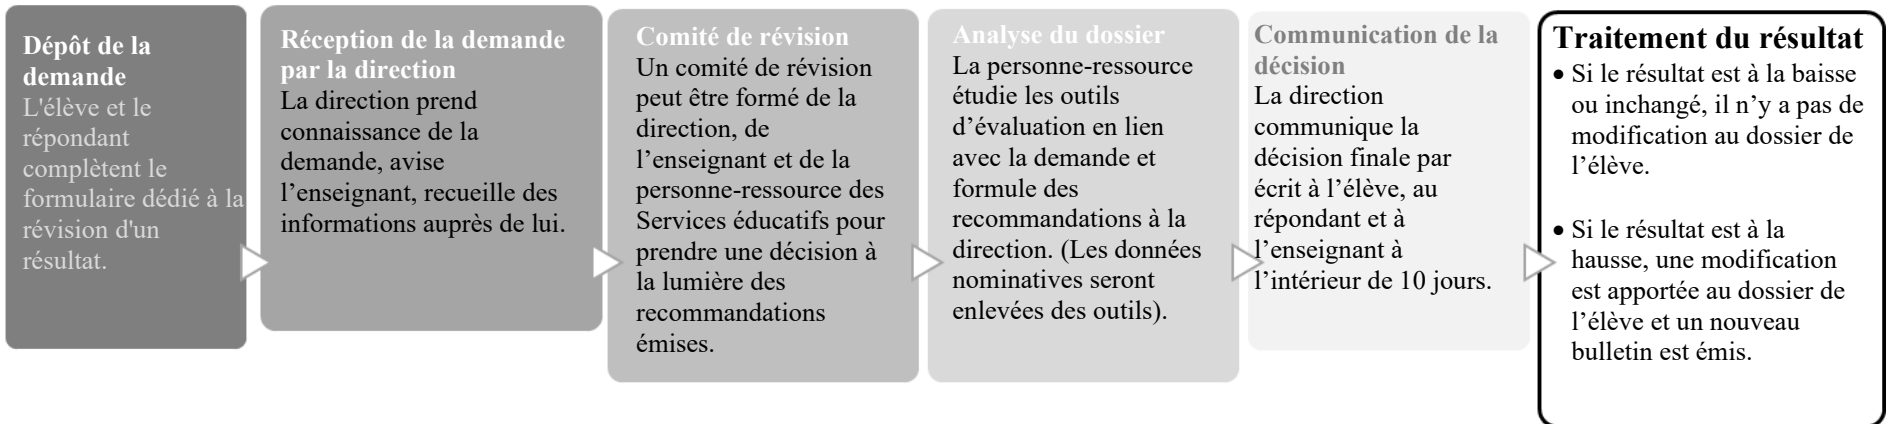 Dépôt de la
demande
L'élève et le
répondant
complètent le
formulaire dédié à la
révision d'un
résultat.
Réception de la demande
par la direction
La direction prend
connaissance de la
demande, avise
l’enseignant, recueille des
informations auprès de lui.
Comité de révision
Un comité de révision
peut être formé de la
direction, de
l’enseignant et de la
personne-ressource des
Services éducatifs pour
prendre une décision à
la lumière des
recommandations
émises.
Analyse du dossier
La personne-ressource
étudie les outils
d’évaluation en lien
avec la demande et
formule des
recommandations à la
direction. (Les données
nominatives seront
enlevées des outils).
Communication de la
décision
La direction
communique la
décision finale par
écrit à l’élève, au
répondant et à
l’enseignant à
l’intérieur de 10 jours.
Traitement du résultat
• Si le résultat est à la baisse
ou inchangé, il n’y a pas de
modification au dossier de
l’élève.
• Si le résultat est à la
hausse, une modification
est apportée au dossier de
l’élève et un nouveau
bulletin est émis.